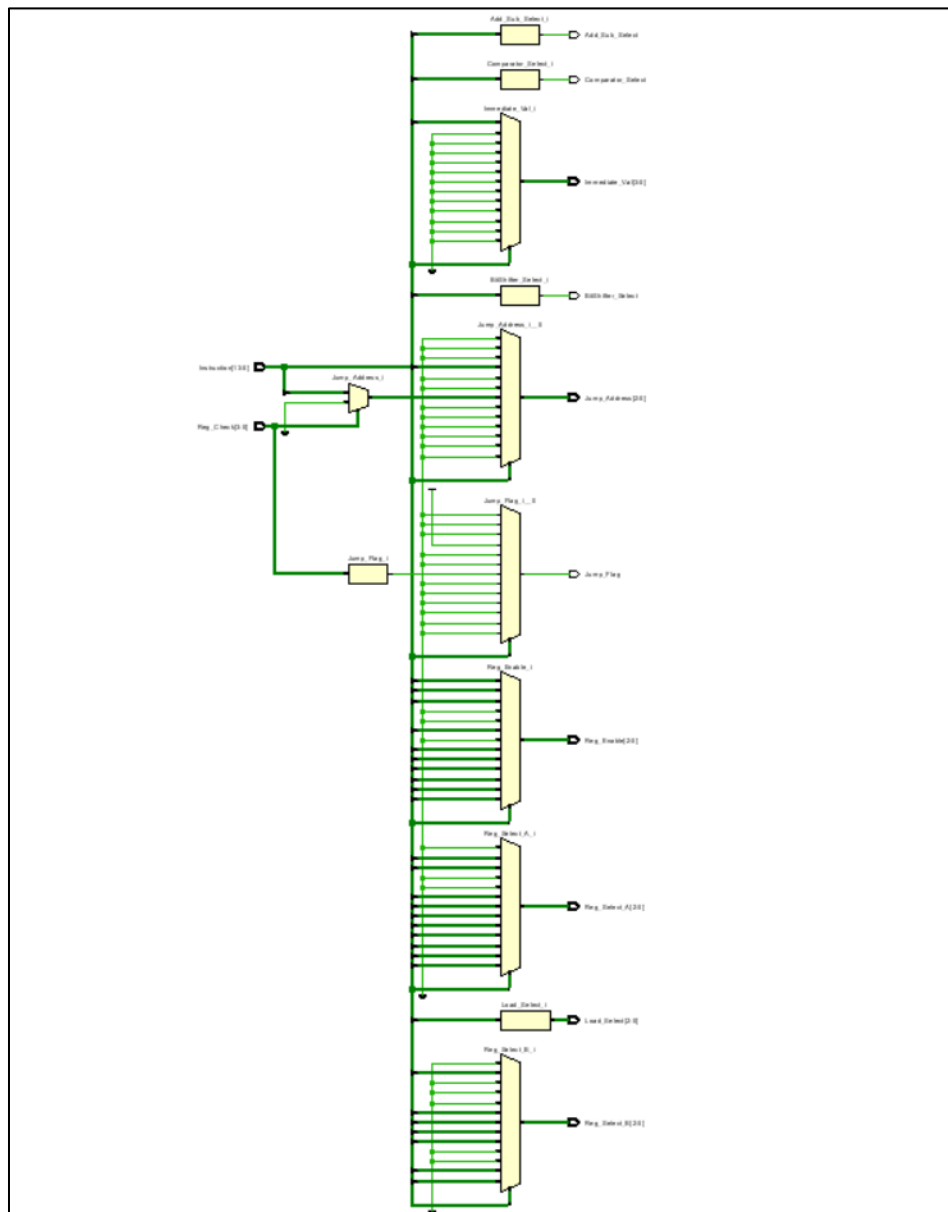 Add_Sub_Select_i
Add_Sub_Select
Comparator_Select_i
Comparator_Select
Immediate_Val_i
Immediate_Val[3:0]
BitShifter_Select_i
BitShifter_Select
Jump_Address_i__0
Instruction[13:0]
Jump_Address_i
Jump_Address[2:0]
Reg_Check[3:0]
Jump_Flag_i__0
Jump_Flag_i
Jump_Flag
Reg_Enable_i
Reg_Enable[2:0]
Reg_Select_A_i
Reg_Select_A[2:0]
Load_Select_i
Load_Select[2:0]
Reg_Select_B_i
Reg_Select_B[2:0]